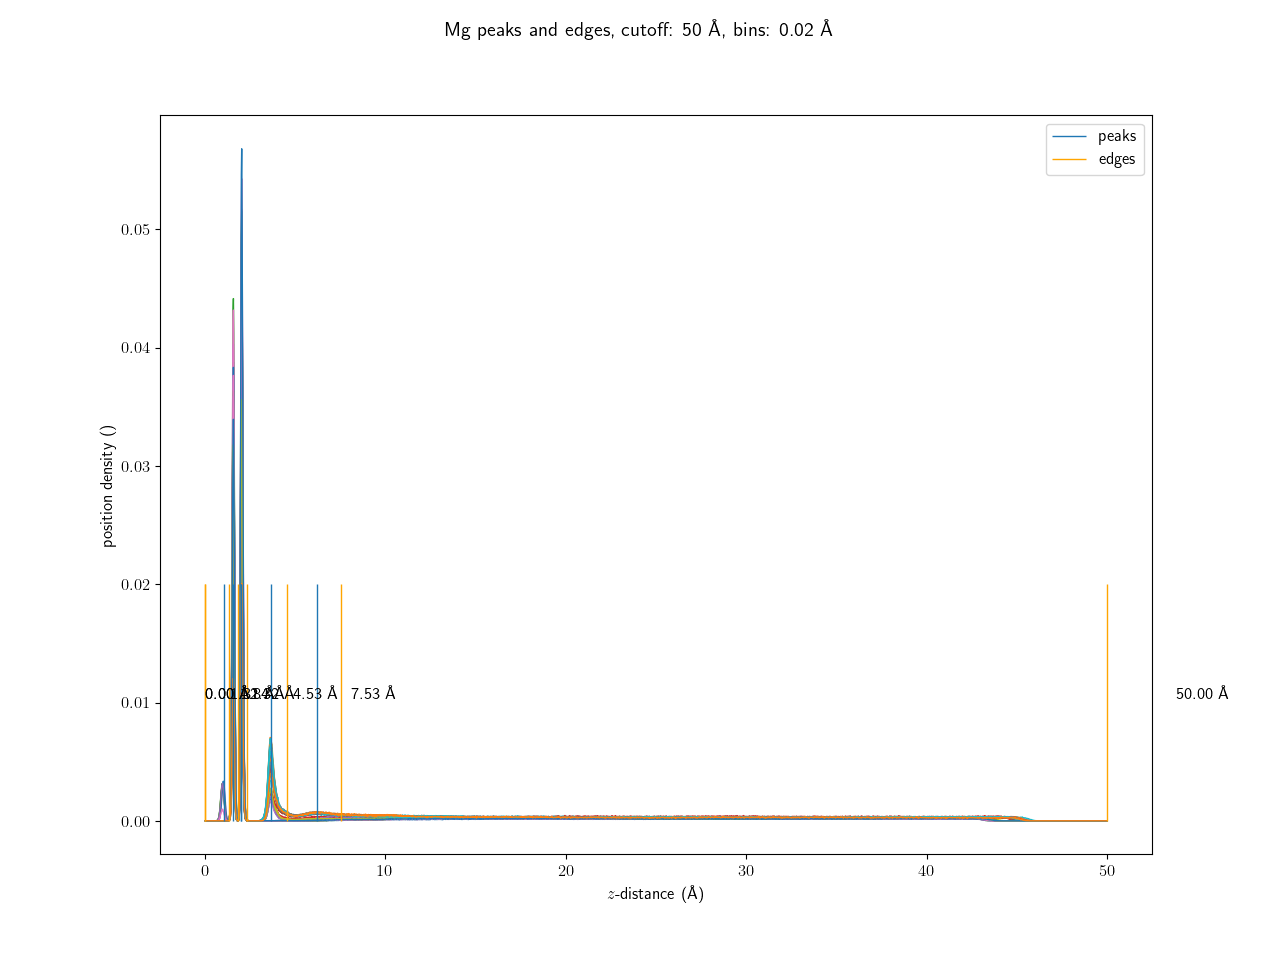 Mg peaks and edges, cutoff: 50 Å, bins: 0.02 Å
peaks
edges
0.05
0.04
0.03
0.02
0.01
0.00
position density ()
4.53 Å
7.53 Å
50.00 Å
0
10
20
30
40
50
z-distance (Å)